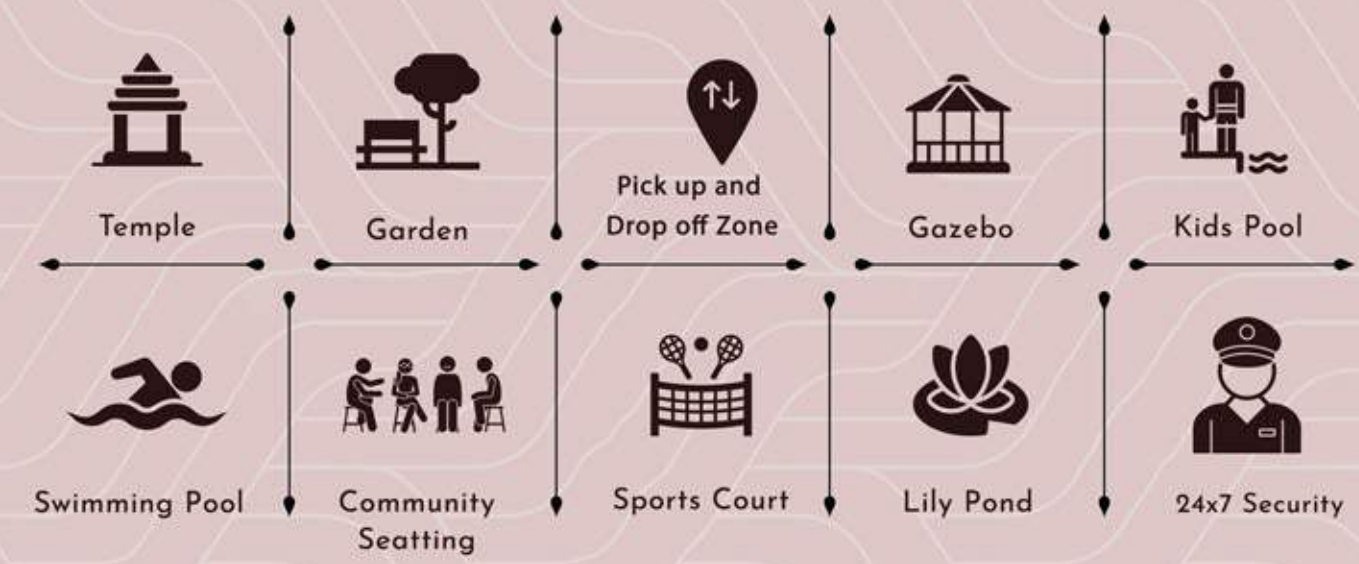 Temple
Garden
Pick up and
Drop off Zone
Gazebo
Kids Pool
Swimming Pool
Community
Seatting
Sports Court
Lily Pond
24x7 Security